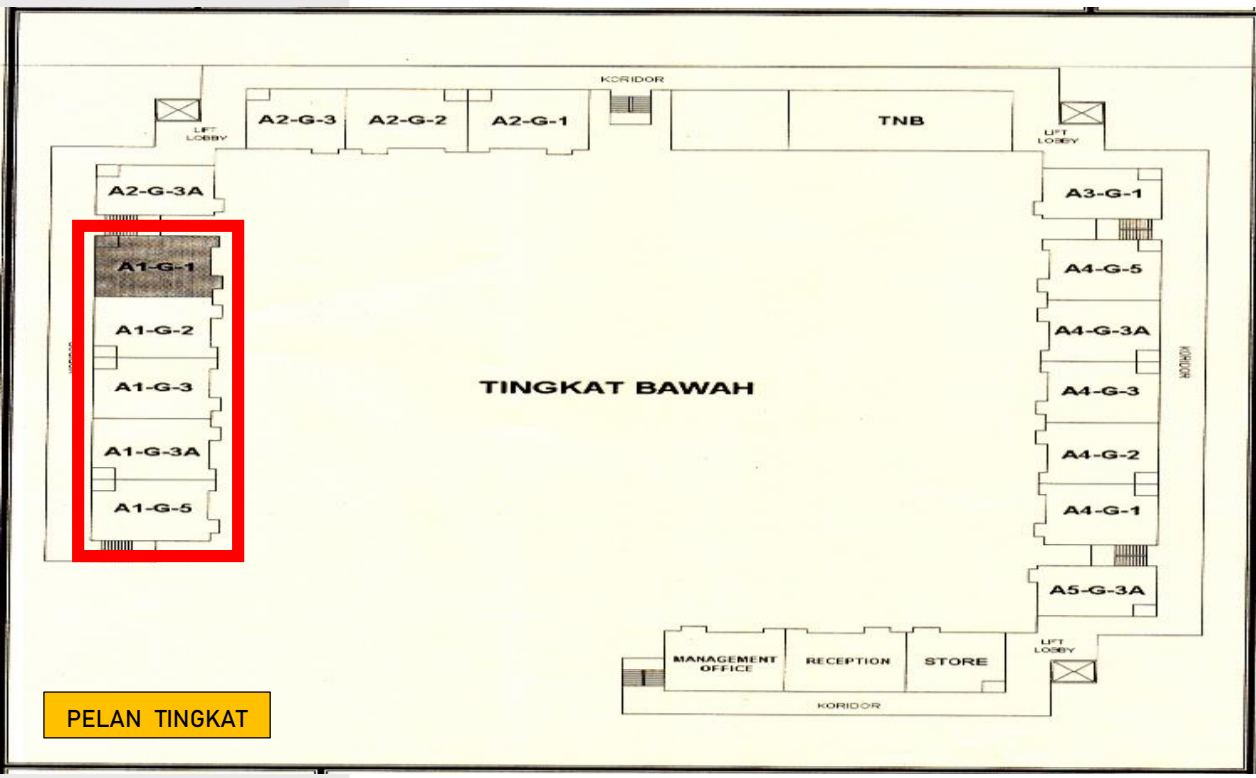 KORIDOR
A2-G-3
A2-G-2
A2-G-1
TNB
LIFT
LOBBY
LIFT
LOBBY
A2-G-3A
A3-G-1
A1-G-1
A4-G-5
A1-G-2
A4-G-3A
KORIDOR
A1-G-3
TINGKAT BAWAH
A4-G-3
A1-G-3A
A4-G-2
A1-G-5
A4-G-1
A5-G-3A
LIFT
LOBBY
MANAGEMENT
OFFICE
RECEPTION
STORE
KORIDOR
PELAN TINGKAT